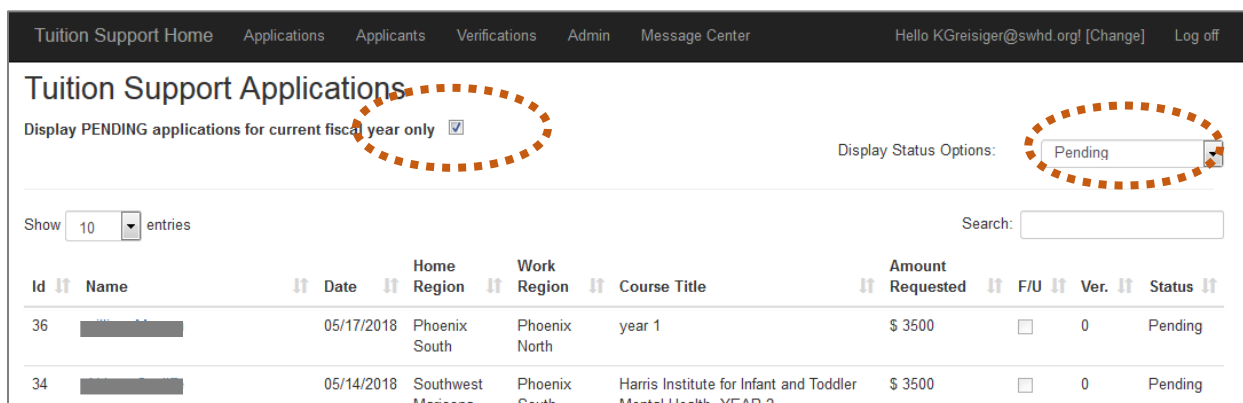 Tuition Support Home Applications Applicants Verifications Admin Message Center Hello KGreisiger@swhd.org! [Change] Log off
Tuition Support Applications
Display PENDING applications for current fiscal year only
Display Status Options: Pending
Show 10 entries Search:
Id Name Date Home Region Work Region Course Title Amount Requested F/U Ver. Status
36 05/17/2018 Phoenix South Phoenix North year 1 $ 3500 0 Pending
34 05/14/2018 Southwest Phoenix Harris Institute for Infant and Toddler $ 3500 0 Pending